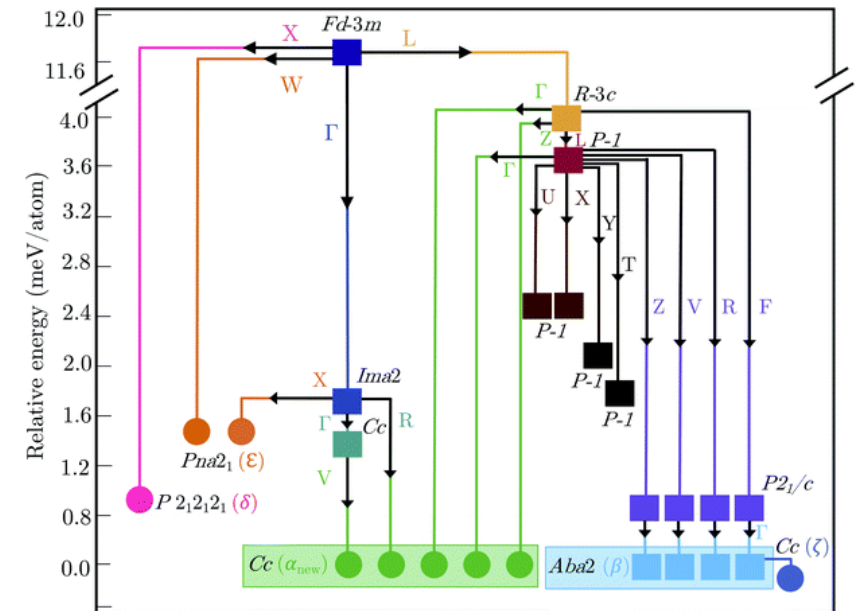 12.0
11.6
4.0
3.6
3.2
2.8
2.4
2.0
1.6
1.2
0.8
0.0
Relative energy (meV/atom)
Fd-3m
X
L
W
Γ
R-3c
Γ
Z
L
P-1
Γ
U
X
Y
T
Z
V
R
F
P-1
P-1
P-1
X
Ima2
Γ
Cc
R
V
Pna2₁ (ε)
P 2₁2₁2₁ (δ)
P2₁/c
Γ
Cc (α_new)
Aba2 (β)
Cc (ζ)